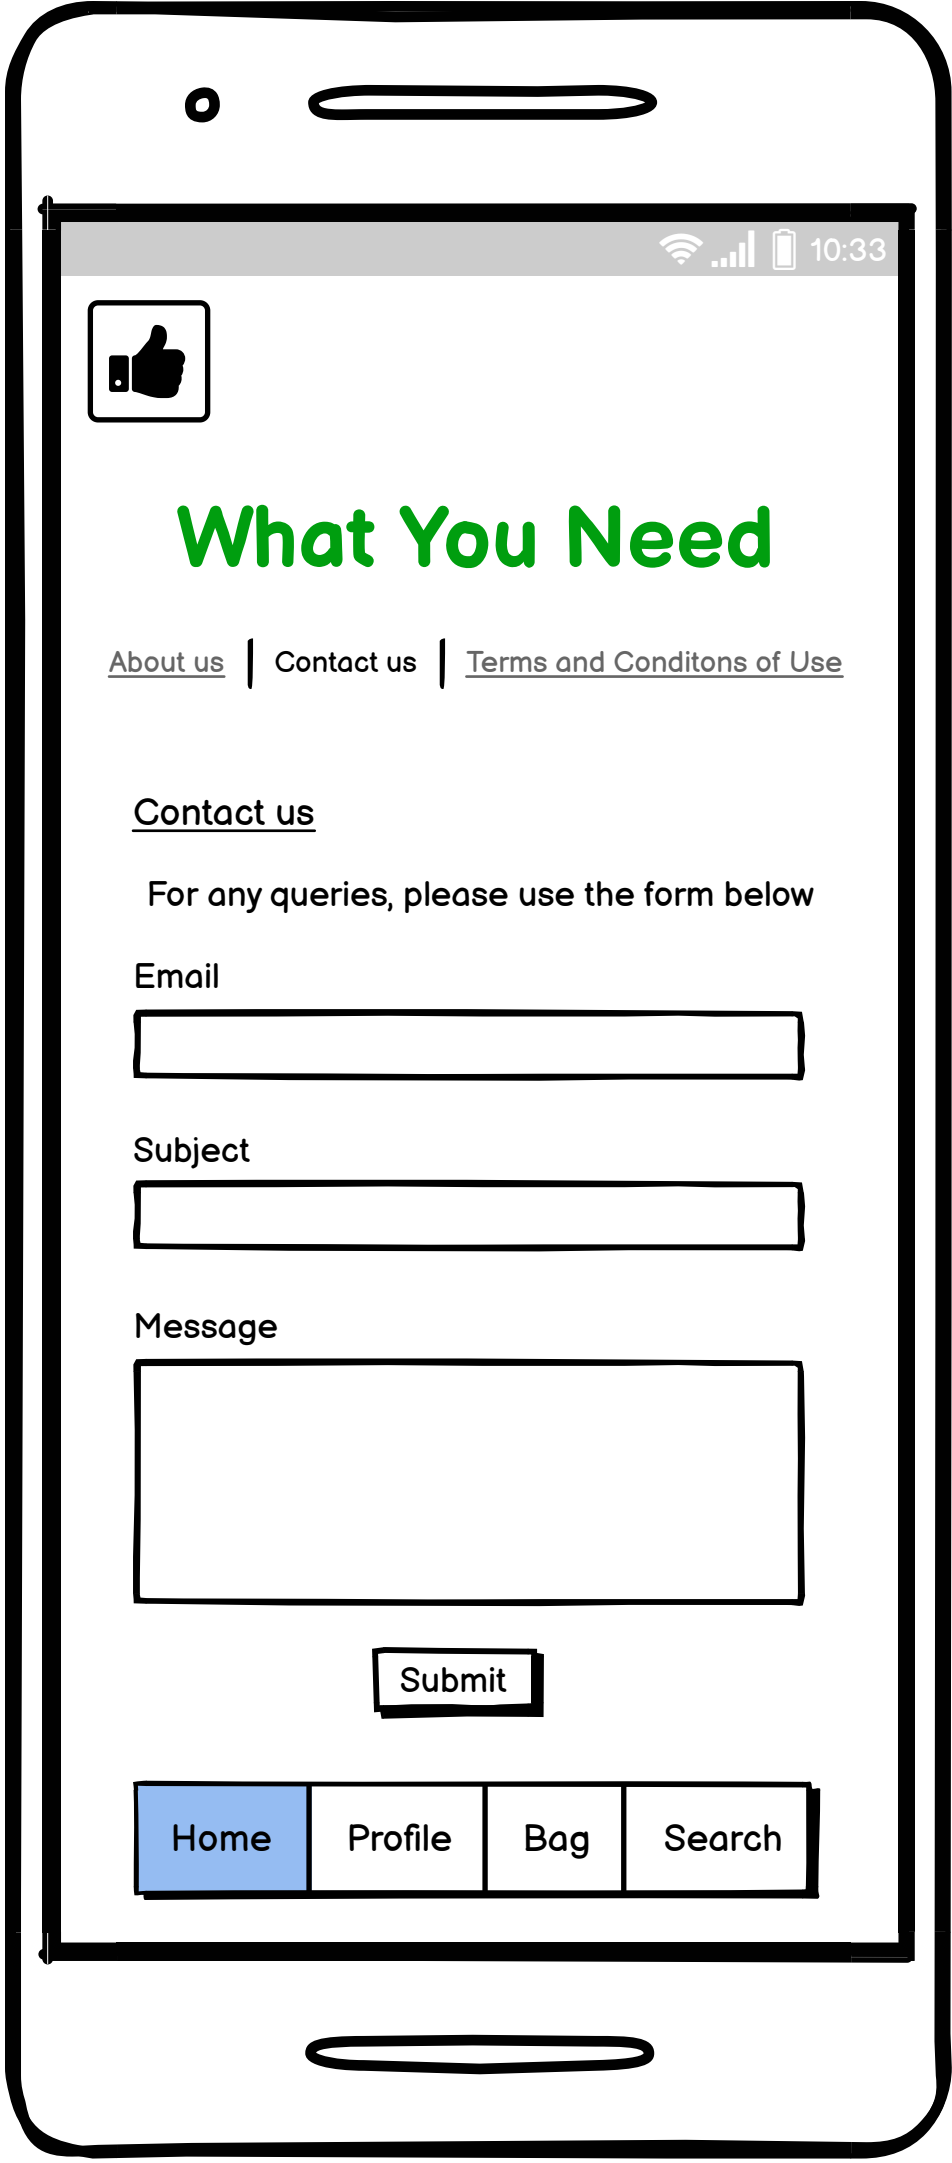 10:33
What You Need
About us | Contact us | Terms and Conditons of Use
Contact us
For any queries, please use the form below
Email
Subject
Message
Submit
Home Profile Bag Search